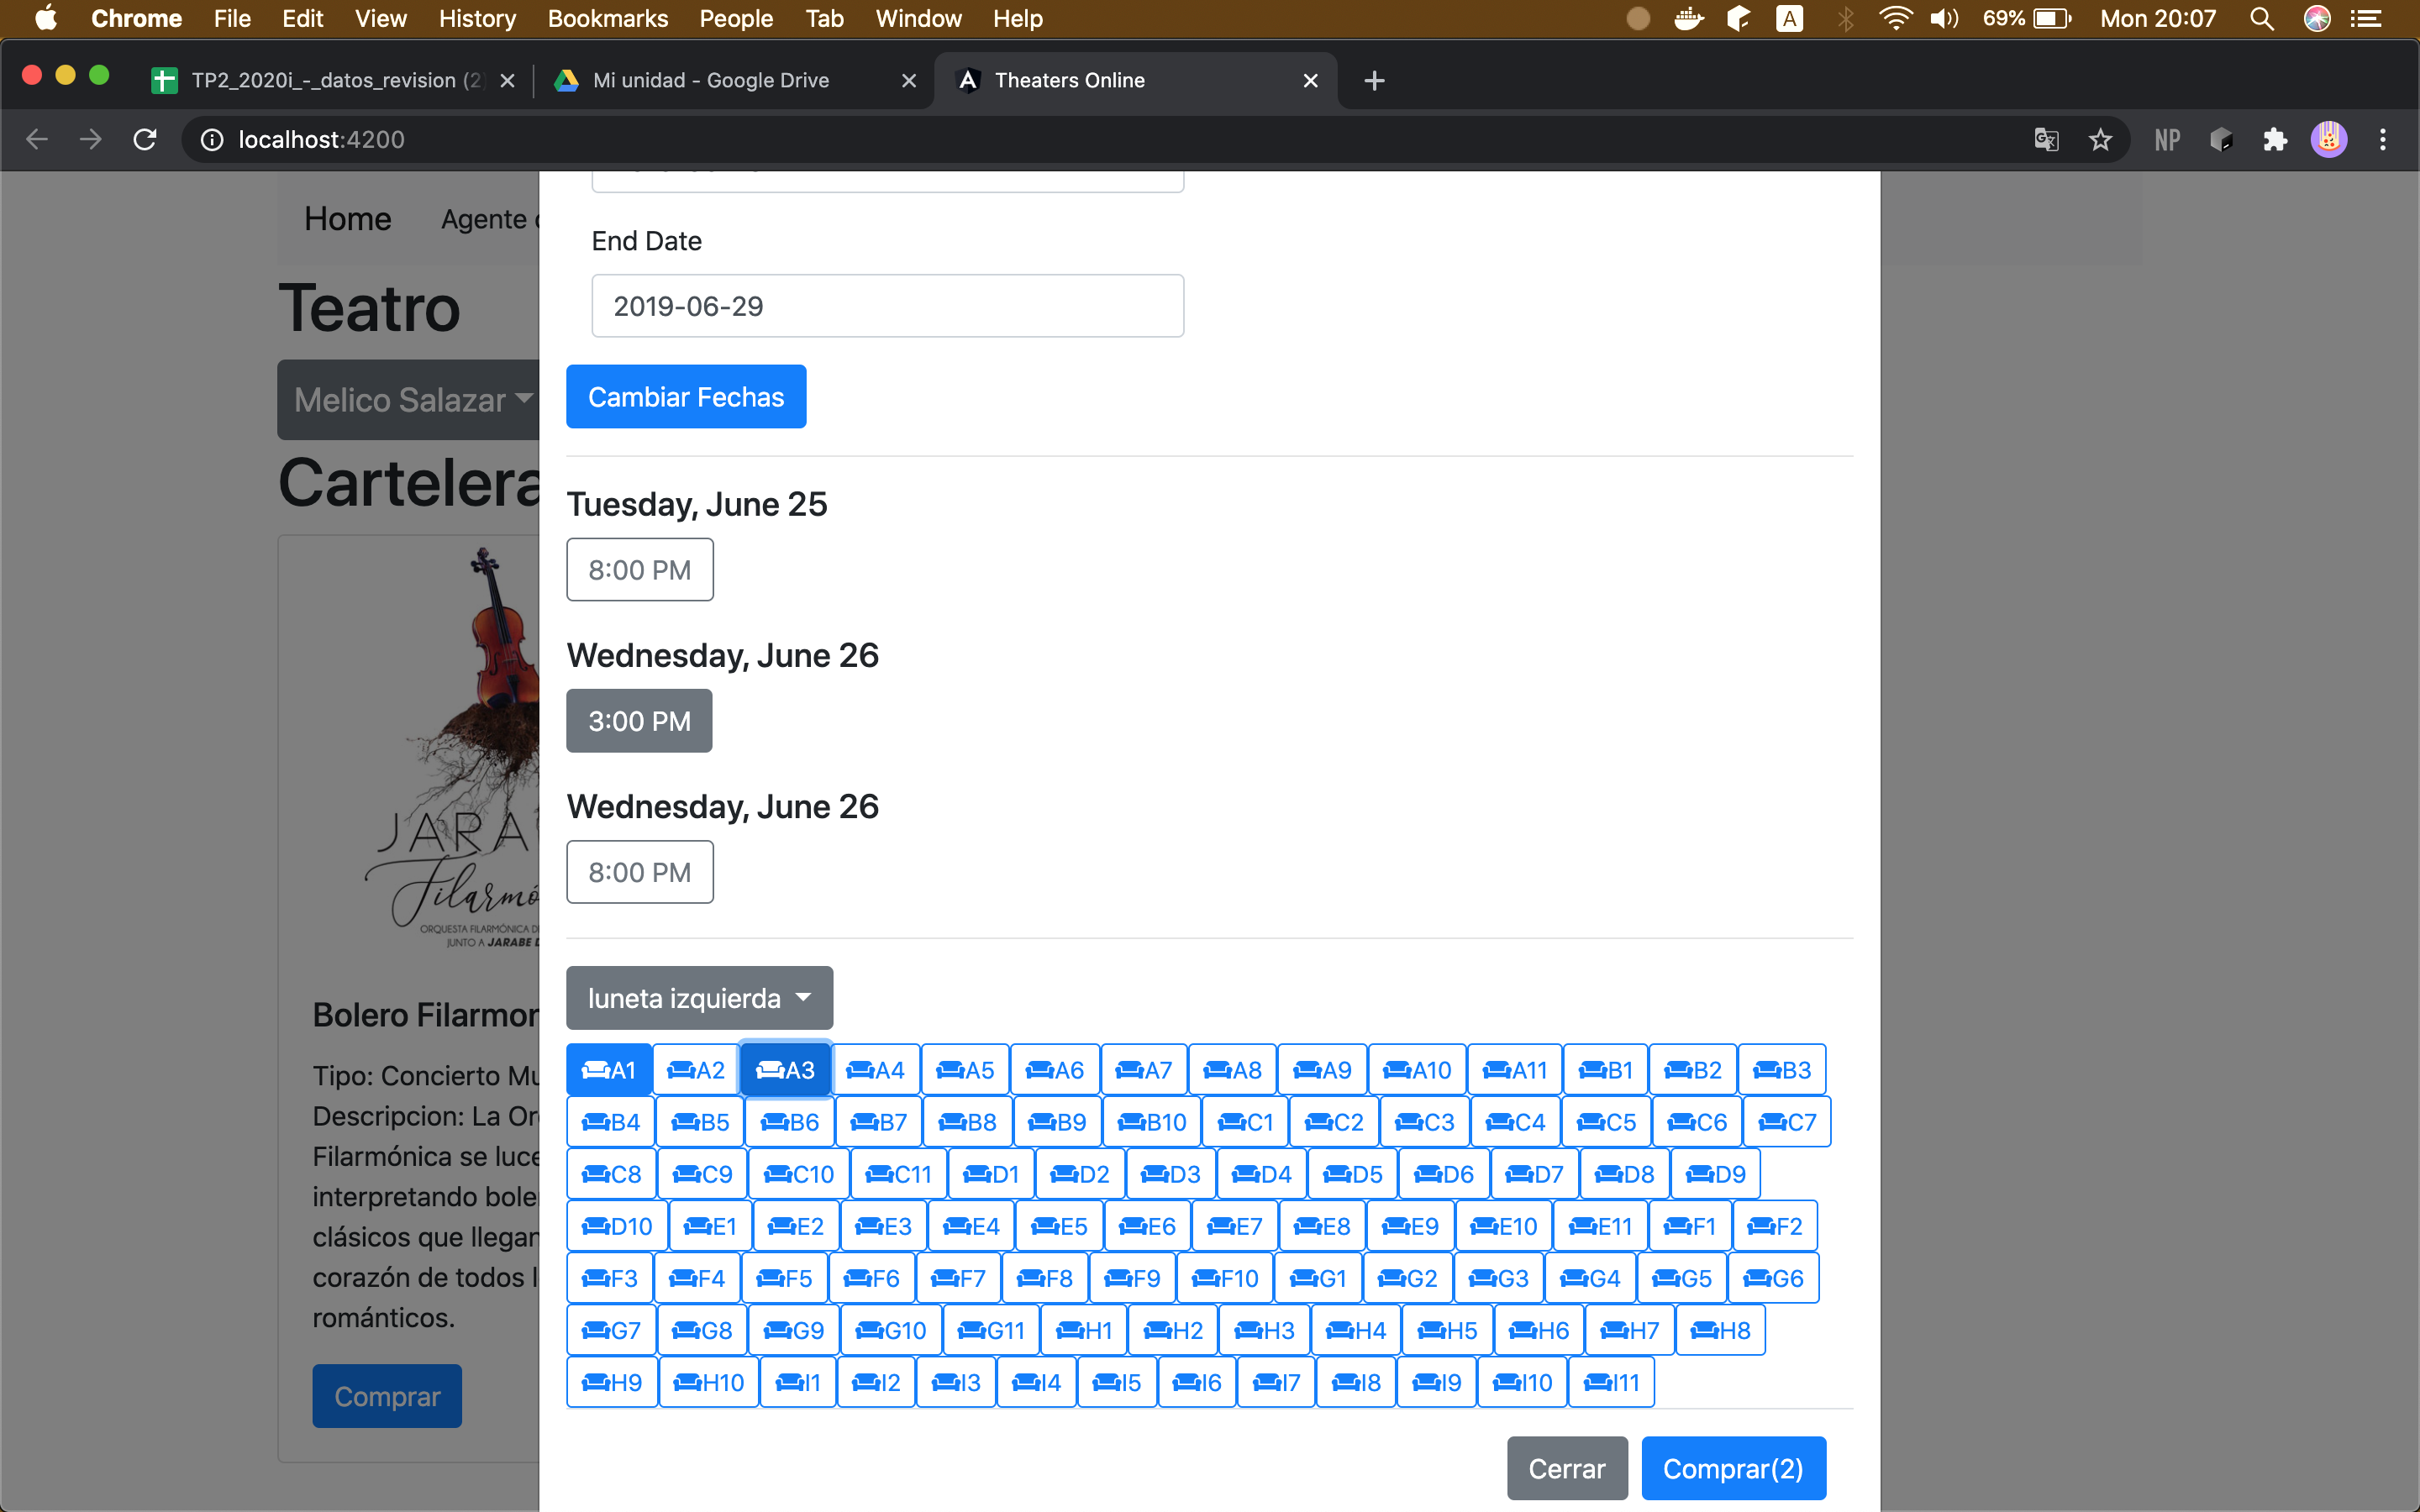 Chrome File Edit View History Bookmarks People Tab Window Help A 69% Mon 20:07
TP2_2020i_-_datos_revision (2) Mi unidad - Google Drive Theaters Online
localhost:4200 NP
Home Agente
Teatro
Melico Salazar
Cartelera
JARA
ORQUESTA FILARMÓNICA
JUNTO A JARABE
Bolero
Tipo: Concierto
Descripcion: La
Filarmónica se luce
interpretando
clásicos que
corazón de todos
románticos.
Comprar
End Date
2019-06-29
Cambiar Fechas
Tuesday, June 25
8:00 PM
Wednesday, June 26
3:00 PM
Wednesday, June 26
8:00 PM
luneta izquierda
A1 A2 A3 A4 A5 A6 A7 A8 A9 A10 A11 B1 B2 B3
B4 B5 B6 B7 B8 B9 B10 C1 C2 C3 C4 C5 C6 C7
C8 C9 C10 C11 D1 D2 D3 D4 D5 D6 D7 D8 D9
D10 E1 E2 E3 E4 E5 E6 E7 E8 E9 E10 E11 F1 F2
F3 F4 F5 F6 F7 F8 F9 F10 G1 G2 G3 G4 G5 G6
G7 G8 G9 G10 G11 H1 H2 H3 H4 H5 H6 H7 H8
H9 H10 I1 I2 I3 I4 I5 I6 I7 I8 I9 I10 I11
Cerrar Comprar(2)